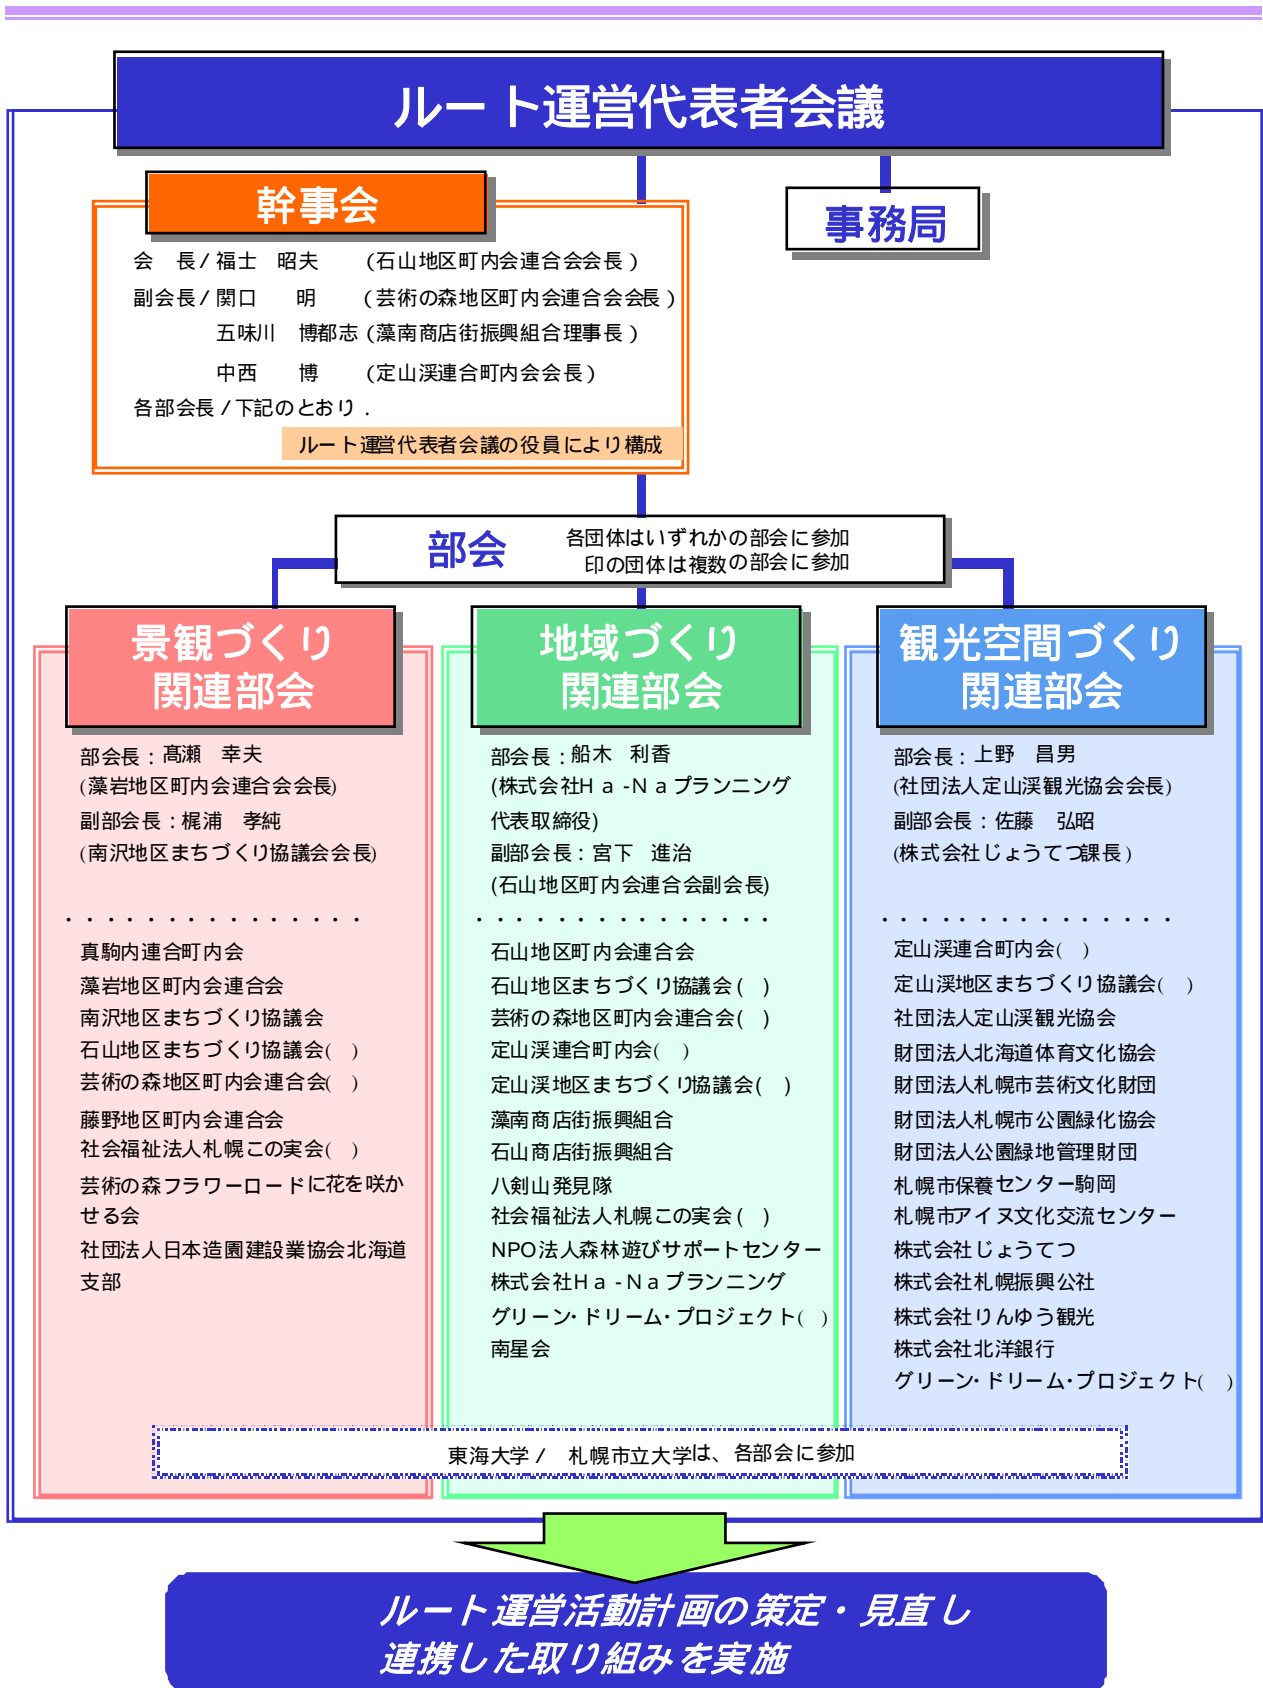 ルート運営代表者会議
幹事会
事務局
会　長/福士　昭夫　(石山地区町内会連合会会長)
副会長/関口　明　(芸術の森地区町内会連合会会長)
五味川　博都志(藻南商店街振興組合理事長)
中西　博　(定山渓連合町内会会長)
各部会長/下記のとおり.
ルート運営代表者会議の役員により構成
部会
各団体はいずれかの部会に参加
印の団体は複数の部会に参加
景観づくり
関連部会
部会長:髙瀬　幸夫
(藻岩地区町内会連合会会長)
副部会長:梶浦　孝純
(南沢地区まちづくり協議会会長)
・・・・・・・・・・・・・・・
真駒内連合町内会
藻岩地区町内会連合会
南沢地区まちづくり協議会
石山地区まちづくり協議会(　)
芸術の森地区町内会連合会(　)
藤野地区町内会連合会
社会福祉法人札幌この実会(　)
芸術の森フラワーロードに花を咲か
せる会
社団法人日本造園建設業協会北海道
支部
地域づくり
関連部会
部会長:船木　利香
(株式会社Ha-Naプランニング
代表取締役)
副部会長:宮下　進治
(石山地区町内会連合会副会長)
・・・・・・・・・・・・・・・
石山地区町内会連合会
石山地区まちづくり協議会(　)
芸術の森地区町内会連合会(　)
定山渓連合町内会(　)
定山渓地区まちづくり協議会(　)
藻南商店街振興組合
石山商店街振興組合
八剣山発見隊
社会福祉法人札幌この実会(　)
NPO法人森林遊びサポートセンター
株式会社Ha-Naプランニング
グリーン・ドリーム・プロジェクト(　)
南星会
観光空間づくり
関連部会
部会長:上野　昌男
(社団法人定山渓観光協会会長)
副部会長:佐藤　弘昭
(株式会社じょうてつ課長)
・・・・・・・・・・・・・・・
定山渓連合町内会(　)
定山渓地区まちづくり協議会(　)
社団法人定山渓観光協会
財団法人北海道体育文化協会
財団法人札幌市芸術文化財団
財団法人札幌市公園緑化協会
財団法人公園緑地管理財団
札幌市保養センター駒岡
札幌市アイヌ文化交流センター
株式会社じょうてつ
株式会社札幌振興公社
株式会社りんゆう観光
株式会社北洋銀行
グリーン・ドリーム・プロジェクト(　)
東海大学/　札幌市立大学は、各部会に参加
ルート運営活動計画の策定・見直し
連携した取り組みを実施